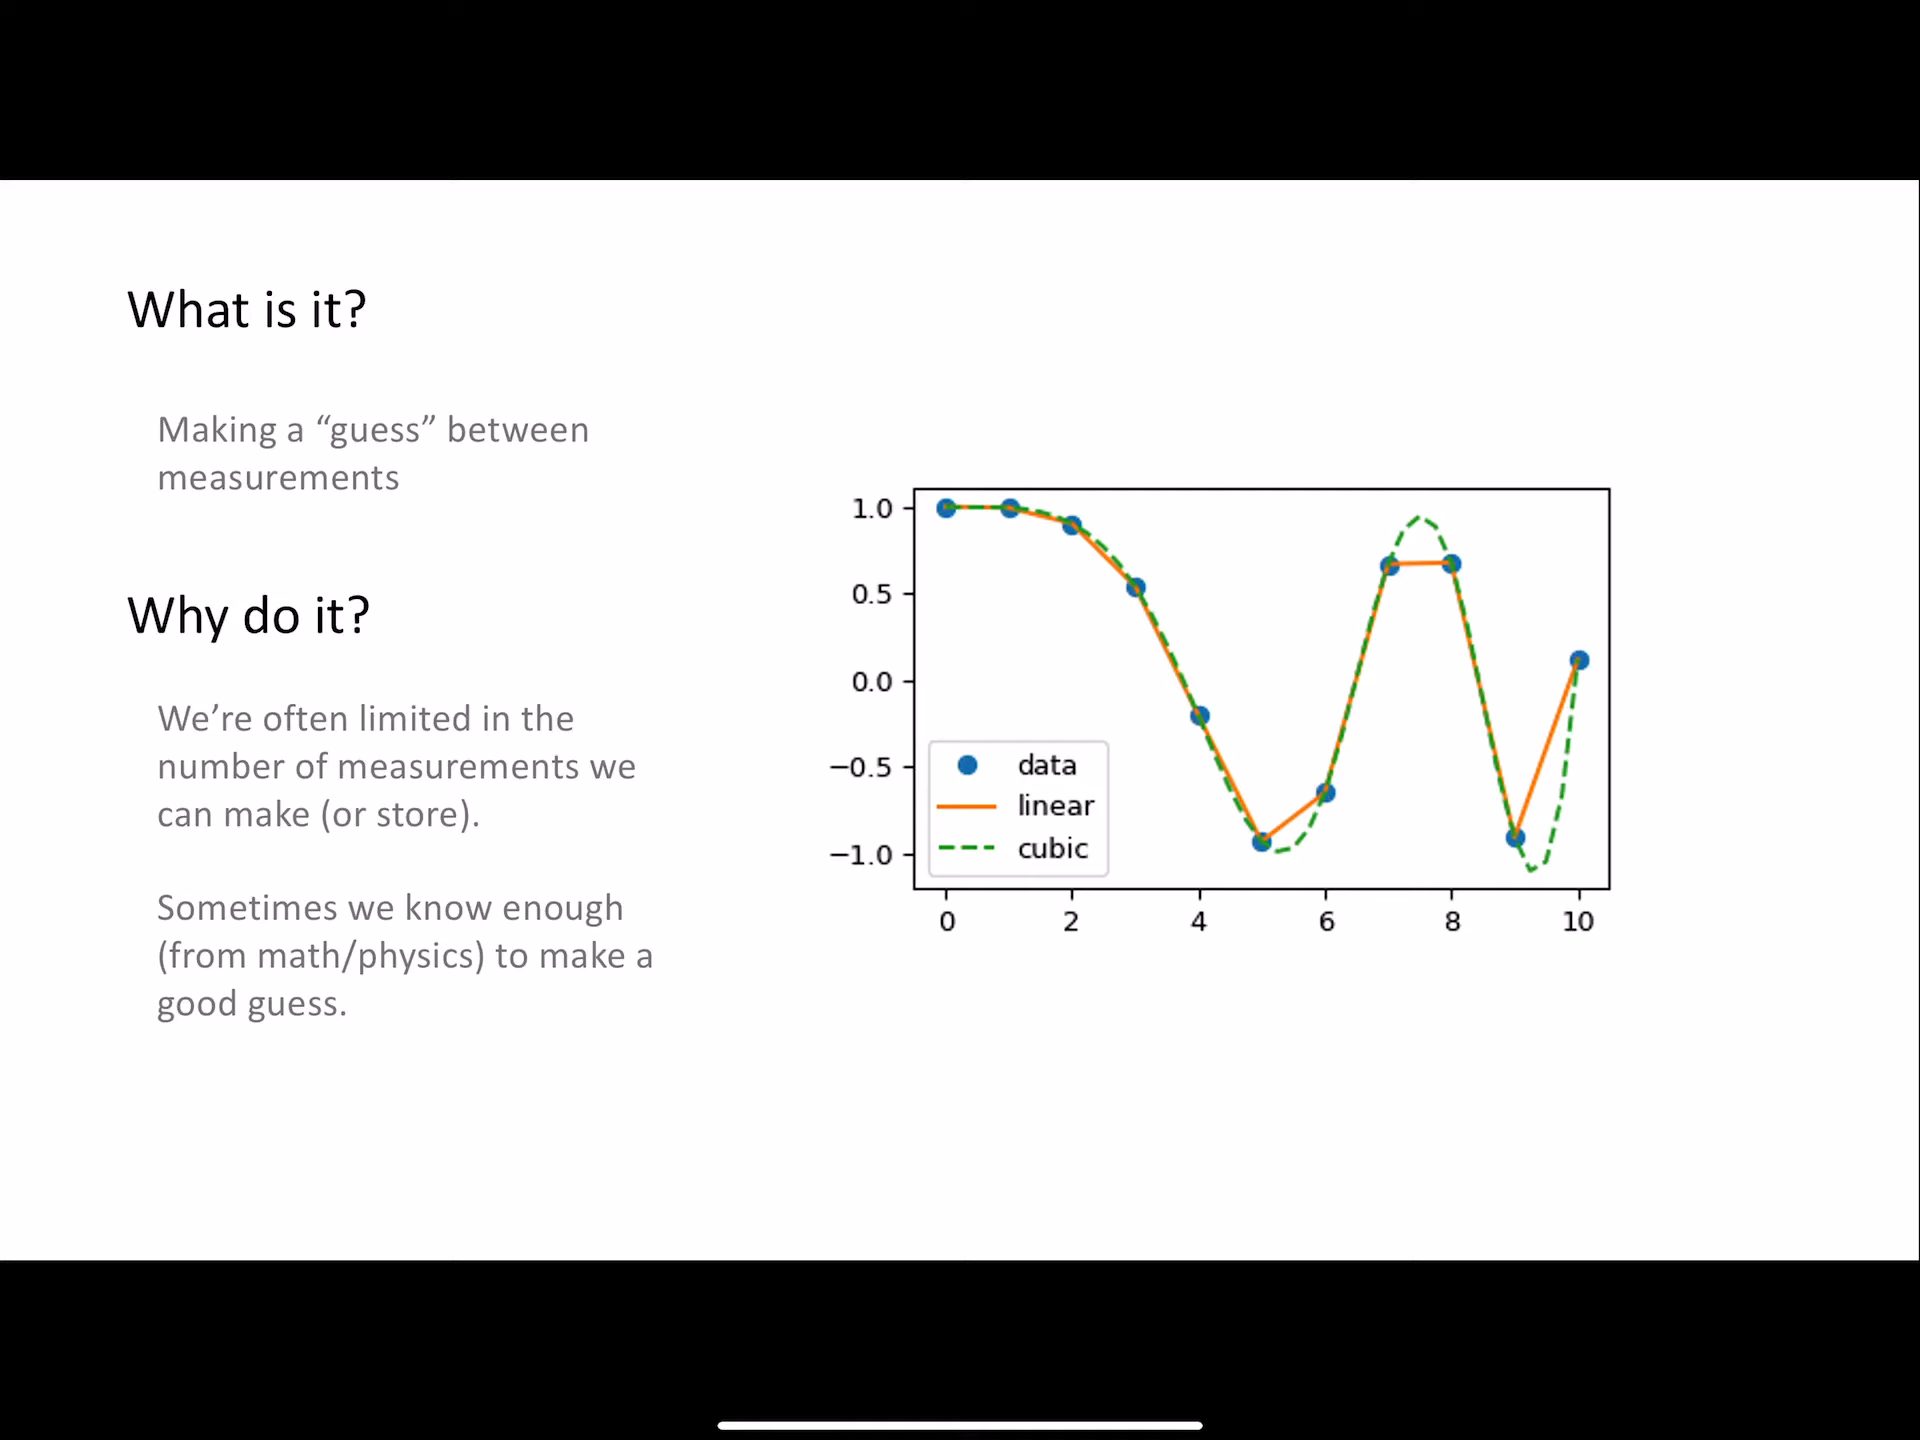 What is it?
Making a “guess” between
measurements
Why do it?
We’re often limited in the
number of measurements we
can make (or store).
Sometimes we know enough
(from math/physics) to make a
good guess.
1.0
0.5
0.0
−0.5
−1.0
data
linear
cubic
0 2 4 6 8 10